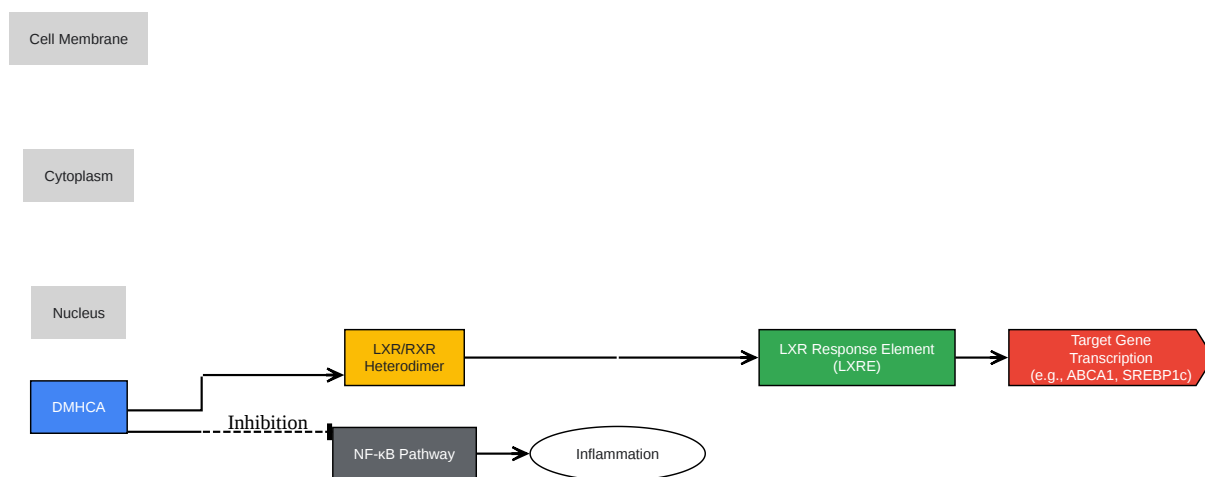 Cell Membrane
Cytoplasm
Nucleus
LXR/RXR
Heterodimer
LXR Response Element
(LXRE)
Target Gene
Transcription
(e.g., ABCA1, SREBP1c)
DMHCA
Inhibition
NF-κB Pathway
Inflammation